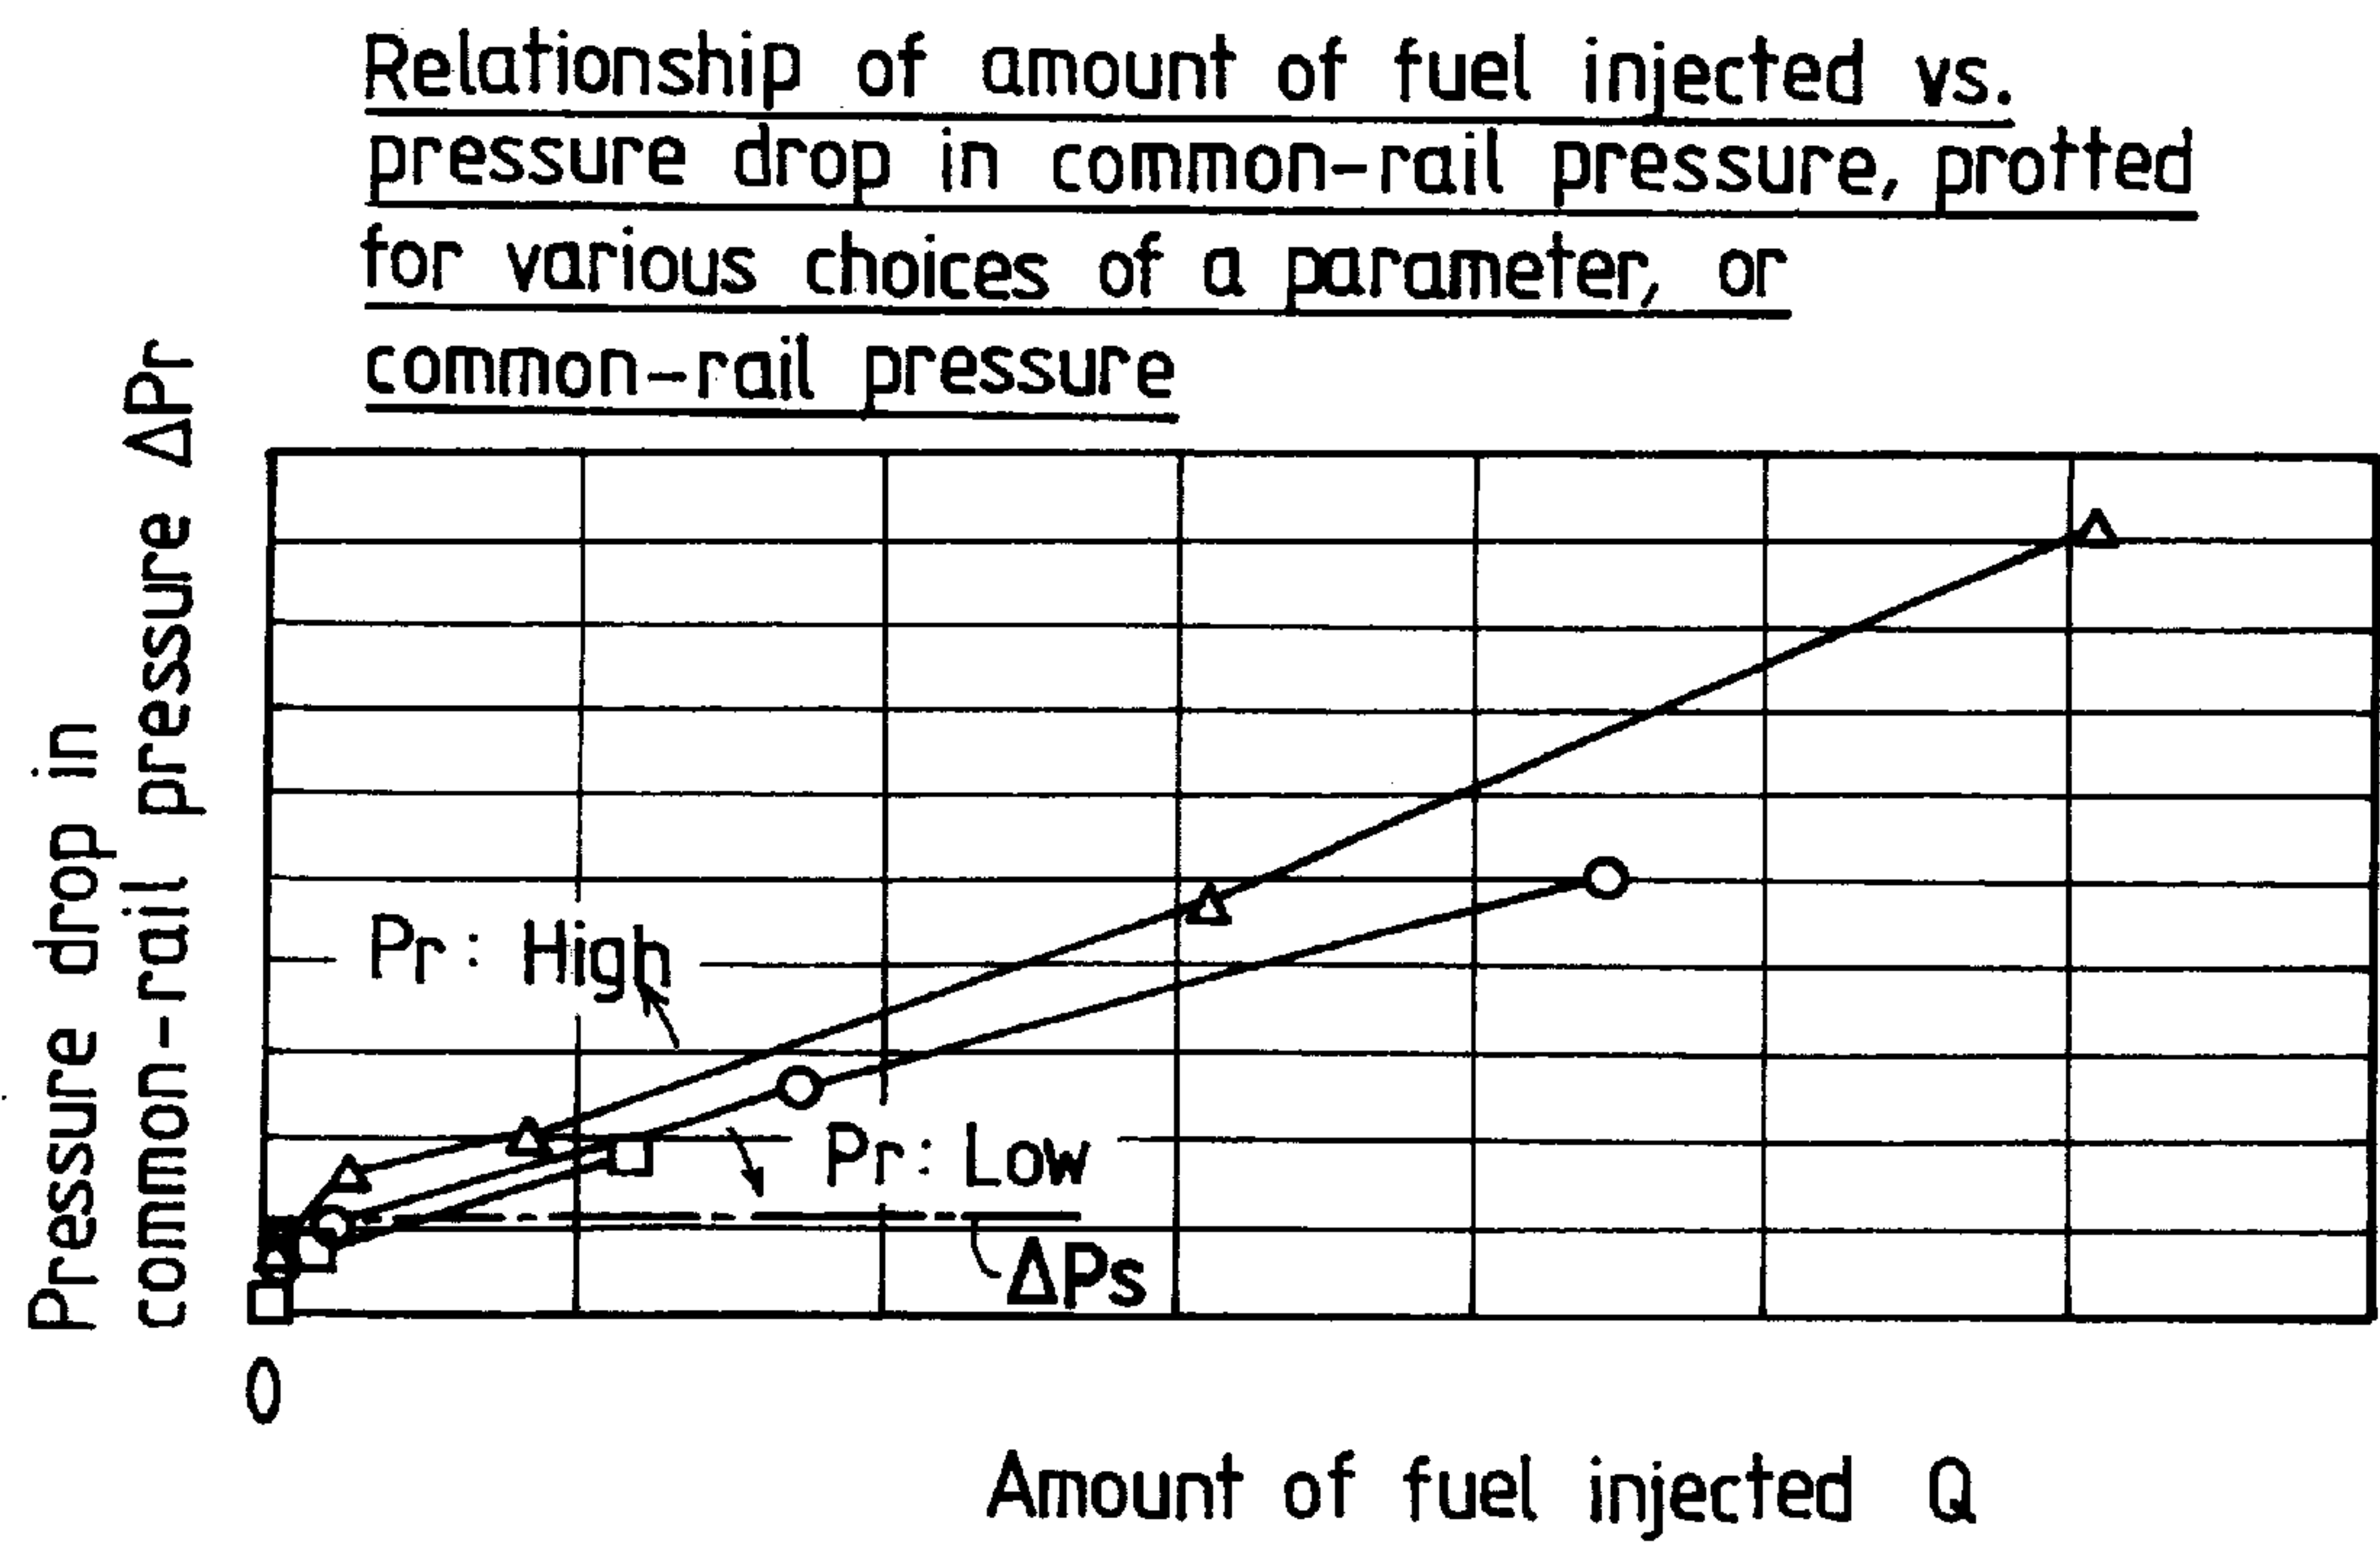 Relationship of amount of fuel injected vs.
pressure drop in common-rail pressure, protted
for various choices of a parameter, or
common-rail pressure
Pressure drop in
common-rail pressure ΔPr
Pr: High
Pr: Low
ΔPs
0
Amount of fuel injected Q